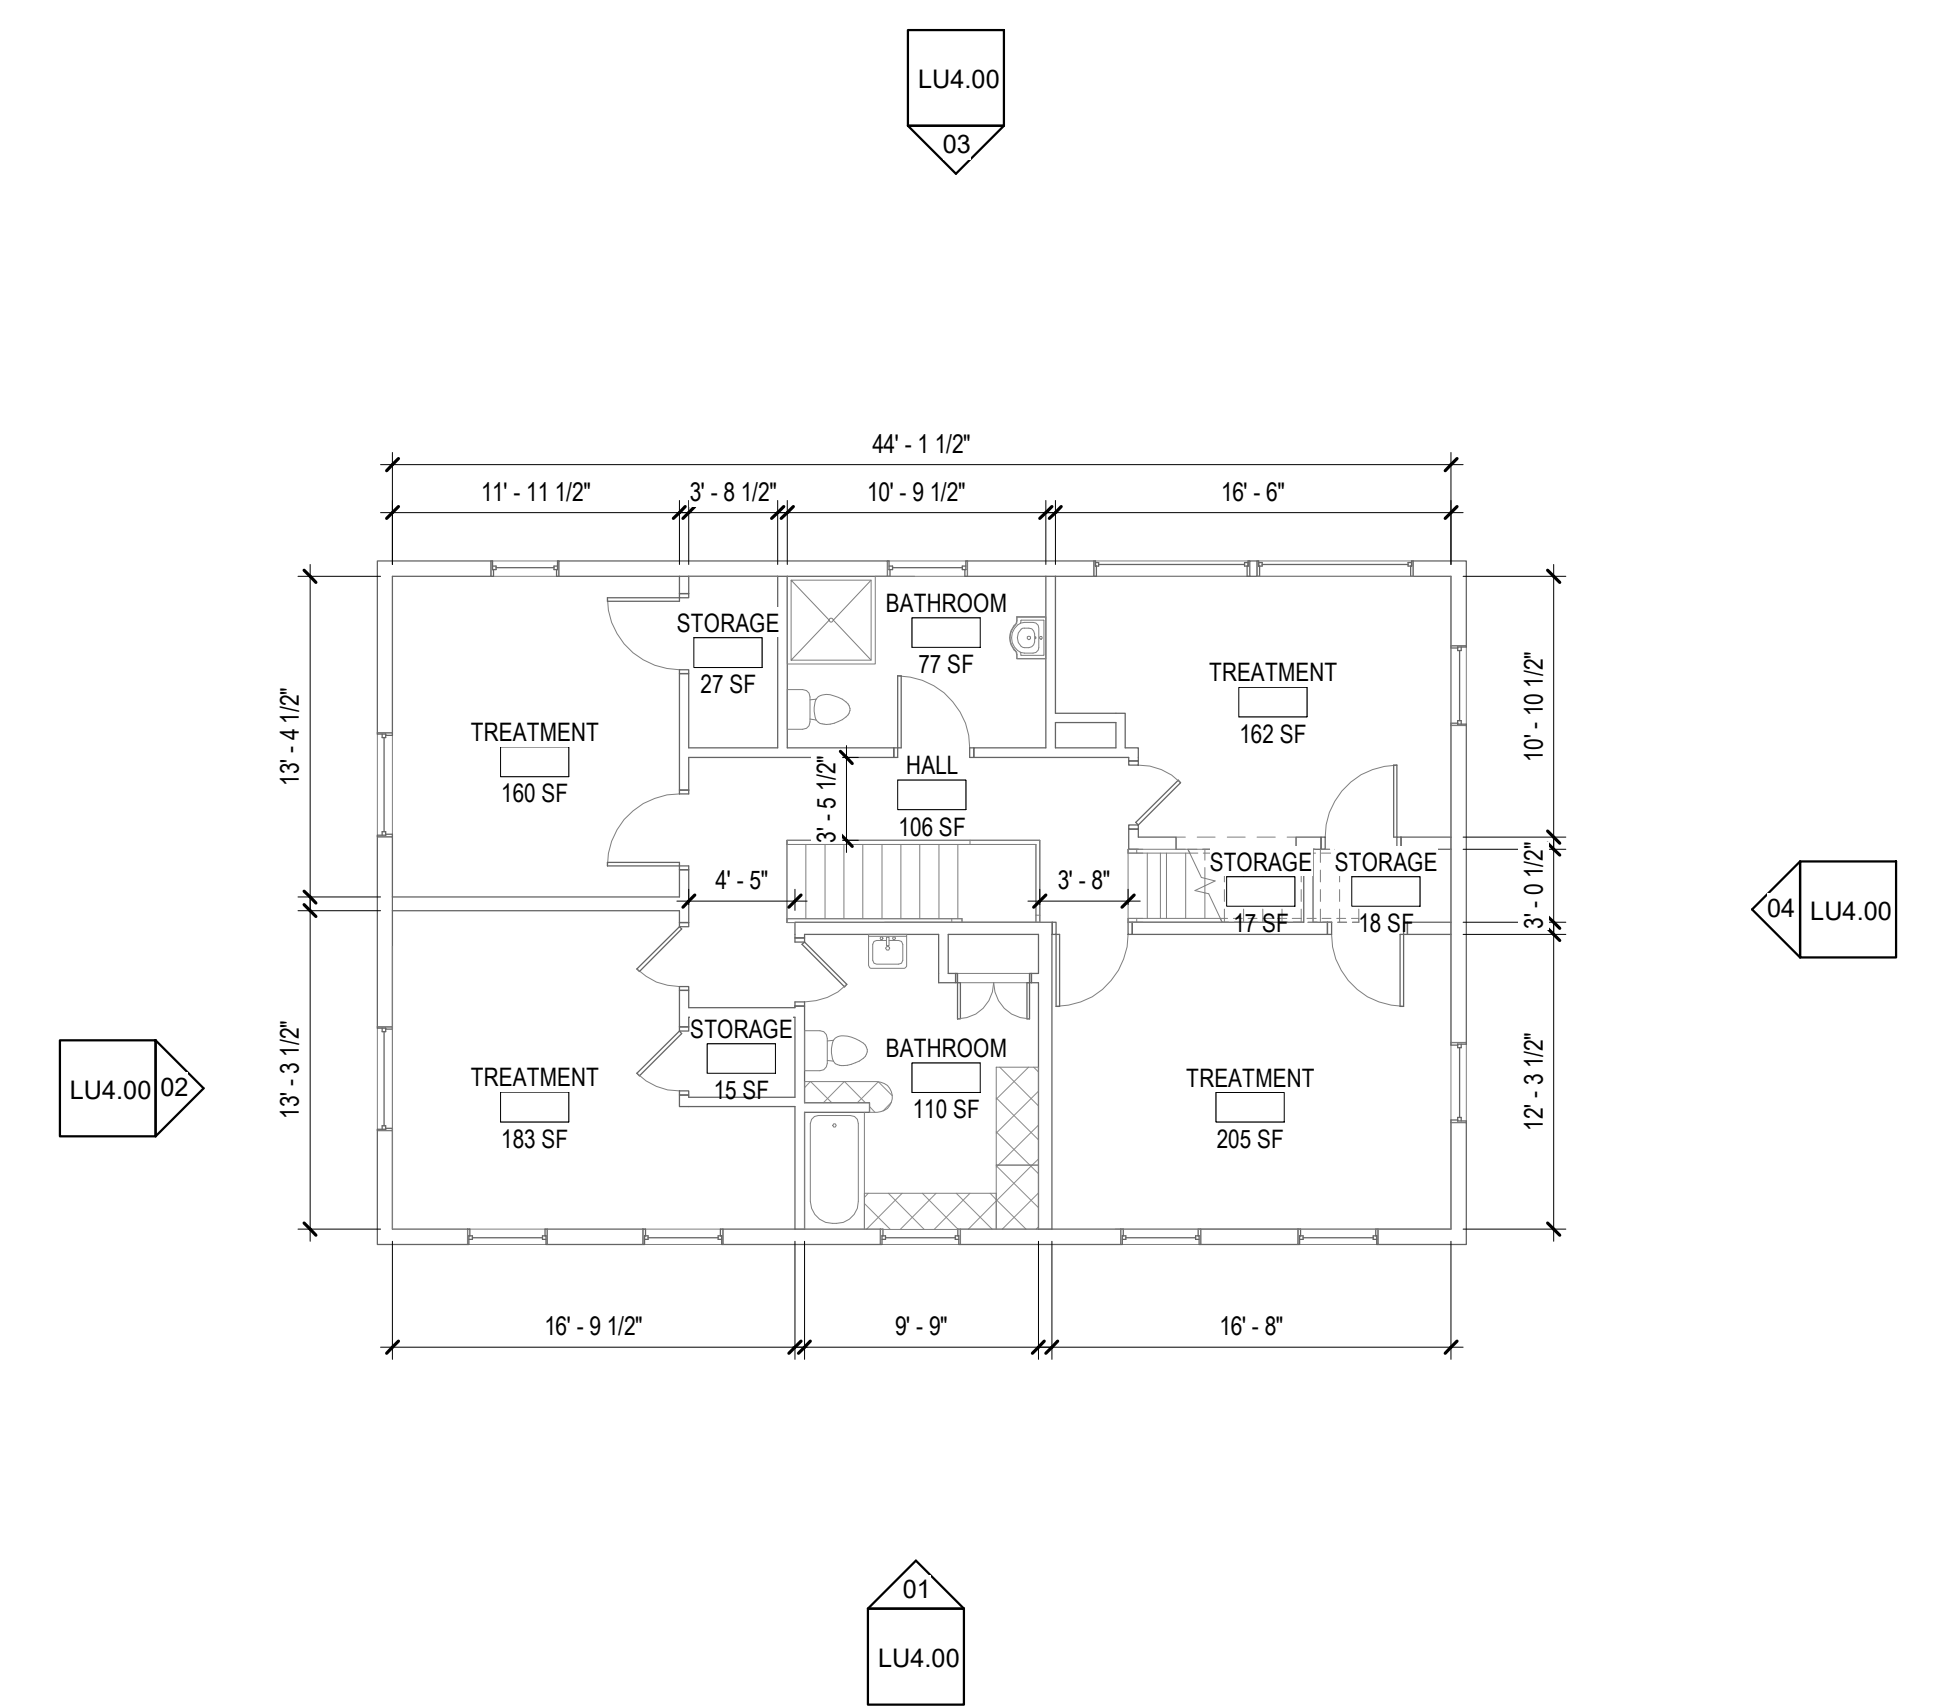 LU4.00
03
44' - 1 1/2"
11' - 11 1/2"
3' - 8 1/2"
10' - 9 1/2"
16' - 6"
13' - 4 1/2"
STORAGE
27 SF
BATHROOM
77 SF
TREATMENT
162 SF
10' - 10 1/2"
TREATMENT
160 SF
3' - 5 1/2"
HALL
106 SF
4' - 5"
3' - 8"
STORAGE
17 SF
STORAGE
18 SF
3' - 0 1/2"
04
LU4.00
LU4.00
02
13' - 3 1/2"
TREATMENT
183 SF
STORAGE
15 SF
BATHROOM
110 SF
TREATMENT
205 SF
12' - 3 1/2"
16' - 9 1/2"
9' - 9"
16' - 8"
01
LU4.00